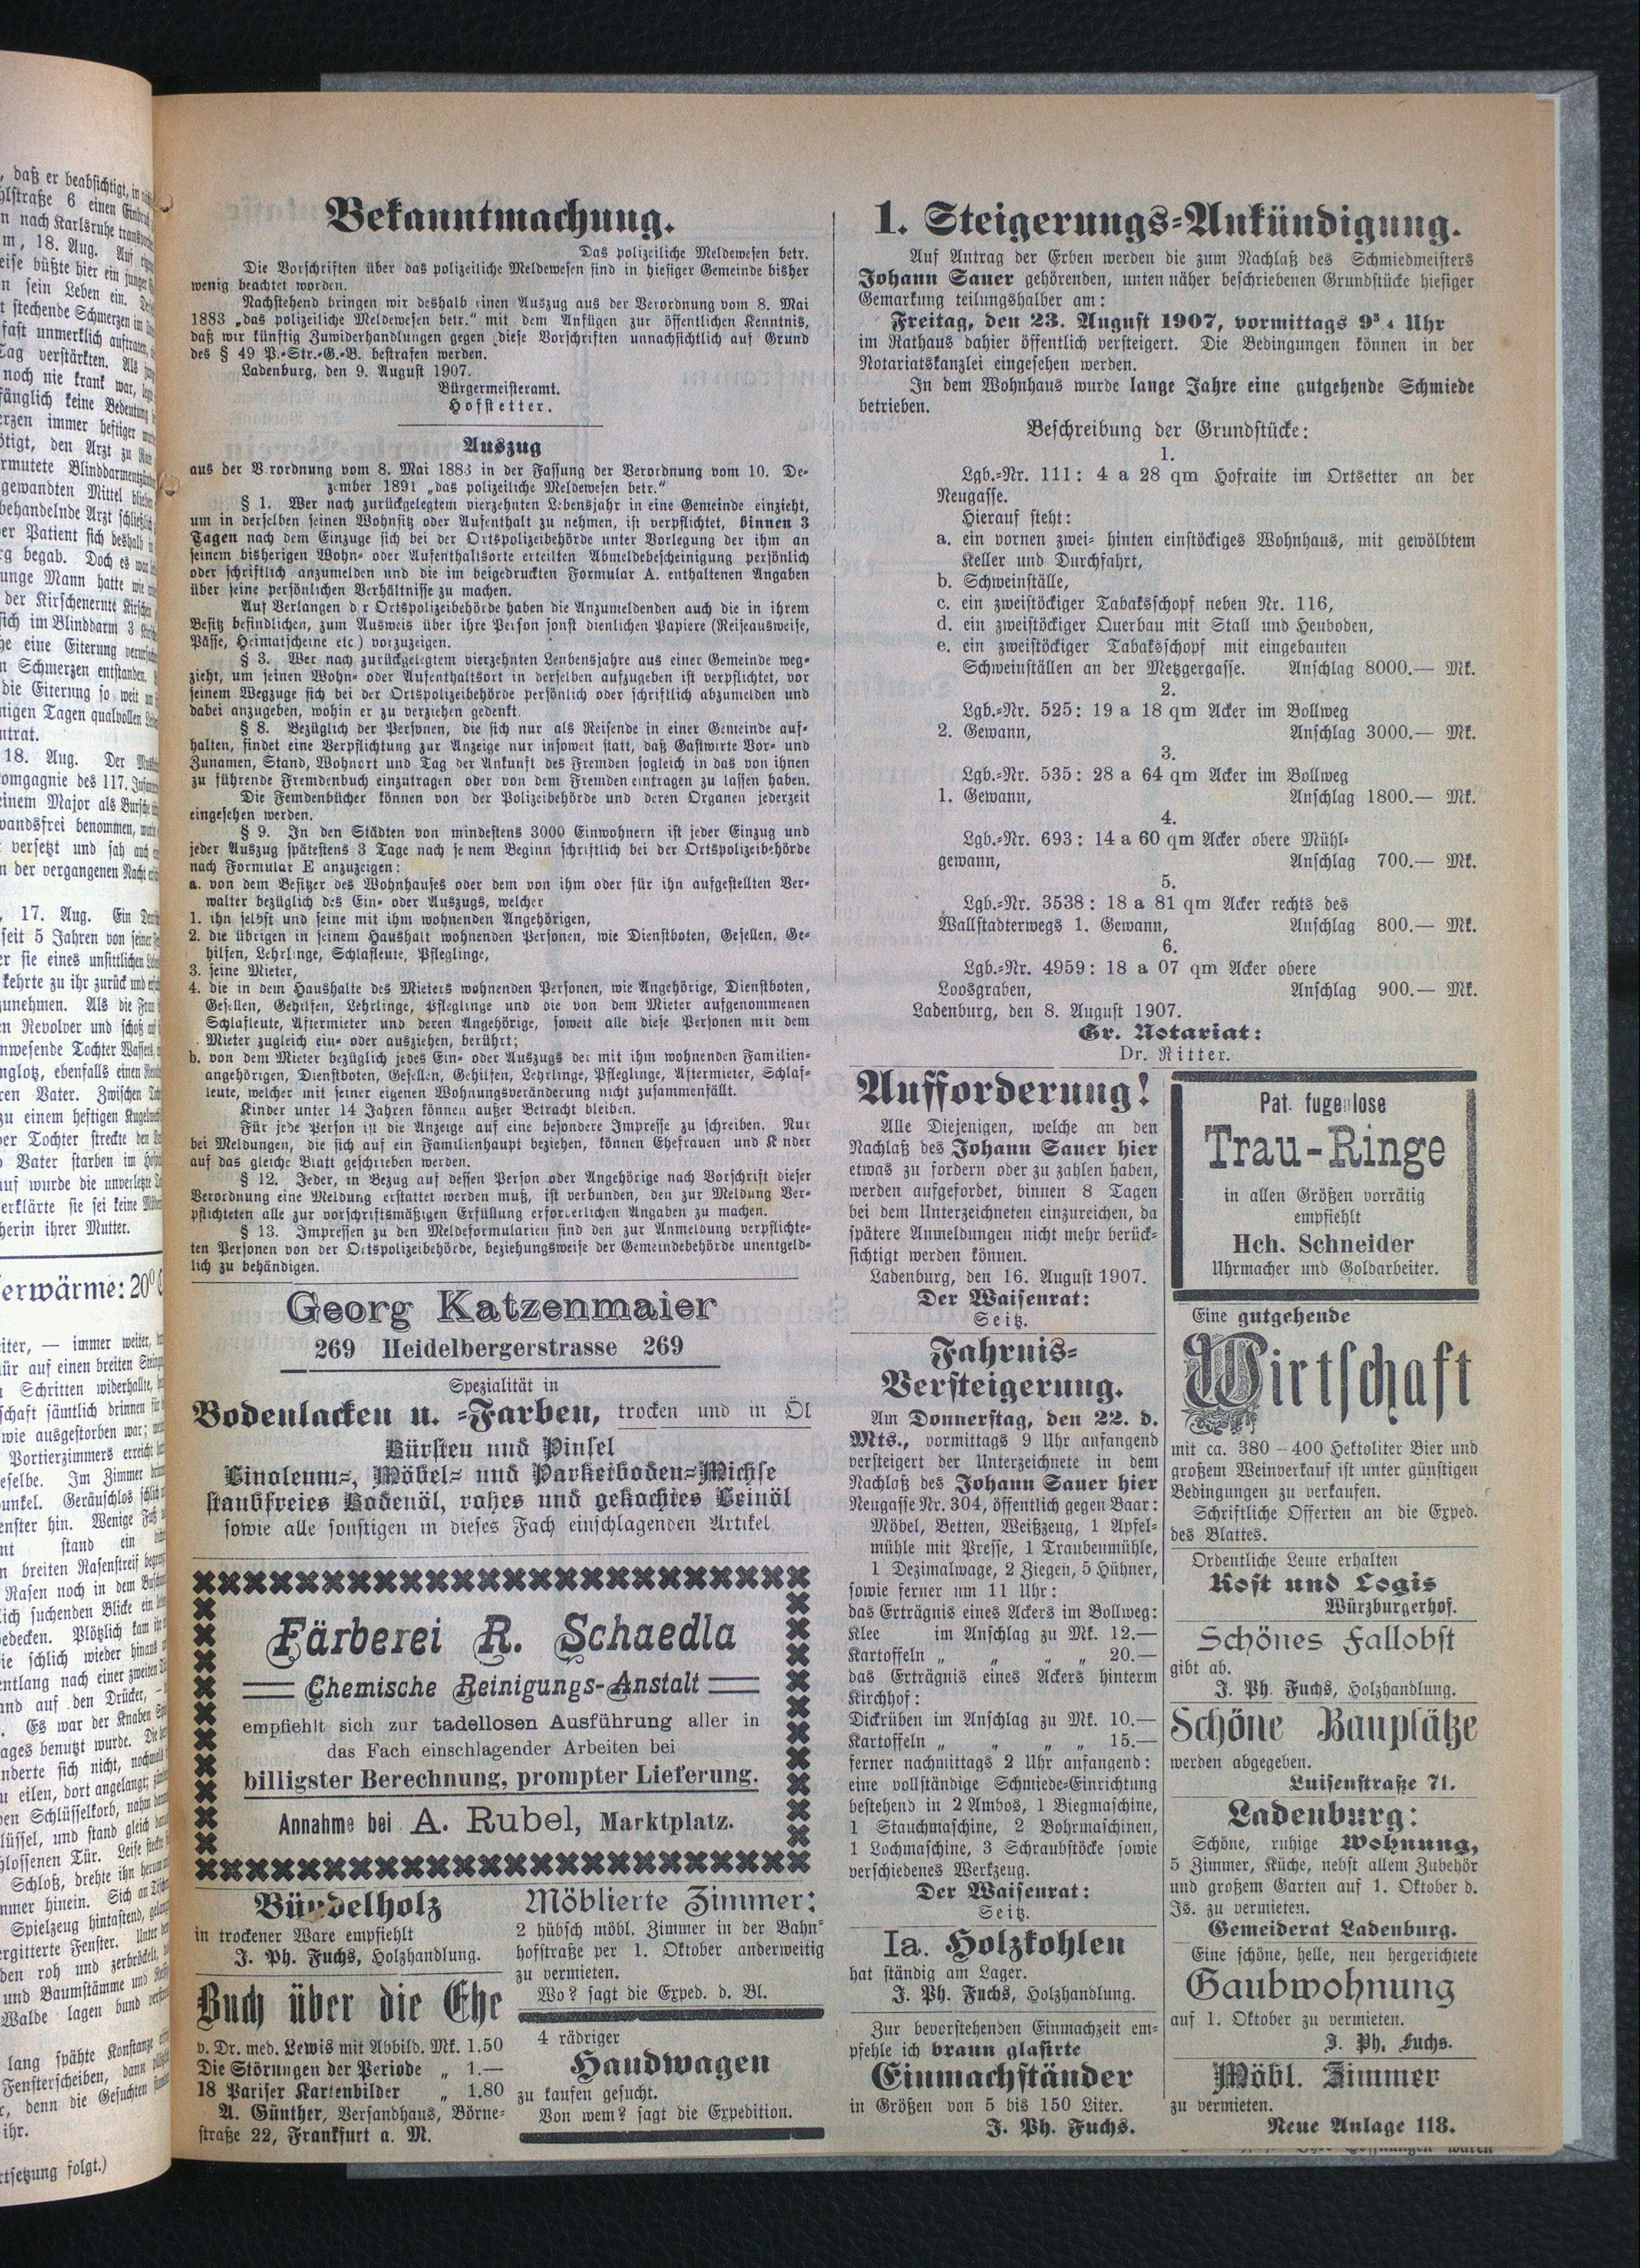 Bekanntmachung.
Das polizeiliche Meldewesen betr.
Die Vorschriften über das polizeiliche Meldewesen sind in hiesiger Gemeinde bisher
wenig beachtet worden.
Nachstehend bringen wir deshalb einen Auszug aus der Verordnung vom 8. Mai
1883 „das polizeiliche Meldewesen betr.“ mit dem Anfügen zur öffentlichen Kenntnis,
daß wir künftig Zuwiderhandlungen gegen diese Vorschriften unnachsichtlich auf Grund
des § 49 P.-Str.-G.-B. bestrafen werden.
Ladenburg, den 9. August 1907.
Bürgermeisteramt.
Hofstetter.
Auszug
aus der V rordnung vom 8. Mai 1883 in der Fassung der Verordnung vom 10. De-
zember 1891 „das polizeiliche Meldewesen betr.“
§ 1. Wer nach zurückgelegtem vierzehnten Lebensjahr in eine Gemeinde einzieht,
um in derselben seinen Wohnsitz oder Aufenthalt zu nehmen, ist verpflichtet, binnen 3
Tagen nach dem Einzuge sich bei der Ortspolizeibehörde unter Vorlegung der ihm an
seinem bisherigen Wohn- oder Aufenthaltsorte erteilten Abmeldebescheinigung persönlich
oder schriftlich anzumelden und die im beigedruckten Formular A. enthaltenen Angaben
über seine persönlichen Verhältnisse zu machen.
Auf Verlangen d r Ortspolizeibehörde haben die Anzumeldenden auch die in ihrem
Besitz befindlichen, zum Ausweis über ihre Person sonst dienlichen Papiere (Reiseausweise,
Pässe, Heimatscheine etc.) vorzuzeigen.
§ 3. Wer nach zurückgelegtem vierzehnten Lenbensjahre aus einer Gemeinde weg-
zieht, um seinen Wohn- oder Aufenthaltsort in derselben aufzugeben ist verpflichtet, vor
seinem Wegzuge sich bei der Ortspolizeibehörde persönlich oder schriftlich abzumelden und
dabei anzugeben, wohin er zu verziehen gedenkt.
§ 8. Bezüglich der Personen, die sich nur als Reisende in einer Gemeinde auf-
halten, findet eine Verpflichtung zur Anzeige nur insoweit statt, daß Gastwirte Vor- und
Zunamen, Stand, Wohnort und Tag der Ankunft des Fremden sogleich in das von ihnen
zu führende Fremdenbuch einzutragen oder von dem Fremden eintragen zu lassen haben.
Die Femdenbücher können von der Polizeibehörde und deren Organen jederzeit
eingesehen werden.
§ 9. In den Städten von mindestens 3000 Einwohnern ist jeder Einzug und
jeder Auszug spätestens 3 Tage nach se nem Beginn schriftlich bei der Ortspolizeibehörde
nach Formular E anzuzeigen:
a. von dem Besitzer des Wohnhauses oder dem von ihm oder für ihn aufgestellten Ver-
walter bezüglich des Ein- oder Auszugs, welcher
1. ihn selbst und seine mit ihm wohnenden Angehörigen,
2. die übrigen in seinem Haushalt wohnenden Personen, wie Dienstboten, Gesellen, Ge-
hilfen, Lehrlinge, Schlafleute, Pfleglinge,
3. seine Mieter,
4. die in dem Haushalte des Mieters wohnenden Personen, wie Angehörige, Dienstboten,
Gesellen, Gehilfen, Lehrlinge, Pfleglinge und die von dem Mieter aufgenommenen
Schlafleute, Aftermieter und deren Angehörige, soweit alle diese Personen mit dem
Mieter zugleich ein- oder ausziehen, berührt;
b. von dem Mieter bezüglich jedes Ein- oder Auszugs der mit ihm wohnenden Familien-
angehörigen, Dienstboten, Gesellen, Gehilfen, Lehrlinge, Pfleglinge, Aftermieter, Schlaf-
leute, welcher mit seiner eigenen Wohnungsveränderung nicht zusammenfällt.
Kinder unter 14 Jahren können außer Betracht bleiben.
Für jede Person ist die Anzeige auf eine besondere Impresse zu schreiben. Nur
bei Meldungen, die sich auf ein Familienhaupt beziehen, können Ehefrauen und K nder
auf das gleiche Blatt geschrieben werden.
§ 12. Jeder, in Bezug auf dessen Person oder Angehörige nach Vorschrift dieser
Verordnung eine Meldung erstattet werden muß, ist verbunden, den zur Meldung Ver-
pflichteten alle zur vorschriftsmäßigen Erfüllung erforderlichen Angaben zu machen.
§ 13. Impressen zu den Meldeformularien sind den zur Anmeldung verpflichte-
ten Personen von der Ortspolizeibehörde, beziehungsweise der Gemeindebehörde unentgeld-
lich zu behändigen.
Georg Katzenmaier
269 Heidelbergerstrasse 269
Spezialität in
Bodenlacken u. =Farben, trocken und in Öl
Bürsten und Pinsel
Linoleum=, Möbel= und Parketboden=Wichse
staubfreies Bodenöl, rohes und gekochtes Leinöl
sowie alle sonstigen in dieses Fach einschlagenden Artikel
Färberei R. Schaedla
Chemische Reinigungs-Anstalt
empfiehlt sich zur tadellosen Ausführung aller in
das Fach einschlagender Arbeiten bei
billigster Berechnung, prompter Lieferung.
Annahme bei A. Rubel, Marktplatz.
Bündelholz
in trockener Ware empfiehlt
J. Ph. Fuchs, Holzhandlung.
Buch über die Ehe
v. Dr. med. Lewis mit Abbild. Mk. 1.50
Die Störungen der Periode „ 1.—
18 Pariser Kartenbilder „ 1.80
A. Günther, Versandhaus, Börne-
straße 22, Frankfurt a. M.
Möblierte Zimmer:
2 hübsch möbl. Zimmer in der Bahn-
hofstraße per 1. Oktober anderweitig
zu vermieten.
Wo? sagt die Exped. d. Bl.
4 rädriger
Handwagen
zu kaufen gesucht.
Von wem? sagt die Expedition.
1. Steigerungs=Ankündigung.
Auf Antrag der Erben werden die zum Nachlaß des Schmiedmeisters
Johann Sauer gehörenden, unten näher beschriebenen Grundstücke hiesiger
Gemarkung teilungshalber am:
Freitag, den 23. August 1907, vormittags 9³/₄ Uhr
im Rathaus dahier öffentlich versteigert. Die Bedingungen können in der
Notariatskanzlei eingesehen werden.
In dem Wohnhaus wurde lange Jahre eine gutgehende Schmiede
betrieben.
Beschreibung der Grundstücke:
1.
Lgb.=Nr. 111: 4 a 28 qm Hofraite im Ortsetter an der
Neugasse.
Hierauf steht:
a. ein vornen zwei= hinten einstöckiges Wohnhaus, mit gewölbtem
Keller und Durchfahrt,
b. Schweinställe,
c. ein zweistöckiger Tabaksschopf neben Nr. 116,
d. ein zweistöckiger Querbau mit Stall und Heuboden,
e. ein zweistöckiger Tabaksschopf mit eingebauten
Schweinställen an der Metzgergasse. Anschlag 8000.— Mk.
2.
Lgb.=Nr. 525: 19 a 18 qm Acker im Bollweg
2. Gewann, Anschlag 3000.— Mk.
3.
Lgb.=Nr. 535: 28 a 64 qm Acker im Bollweg
1. Gewann, Anschlag 1800.— Mk.
4.
Lgb.=Nr. 693: 14 a 60 qm Acker obere Mühl=
gewann, Anschlag 700.— Mk.
5.
Lgb.=Nr. 3538: 18 a 81 qm Acker rechts des
Wallstadterwegs 1. Gewann, Anschlag 800.— Mk.
6.
Lgb.=Nr. 4959: 18 a 07 qm Acker obere
Loosgraben, Anschlag 900.— Mk.
Ladenburg, den 8. August 1907.
Gr. Notariat:
Dr. Ritter.
Aufforderung!
Alle Diejenigen, welche an den
Nachlaß des Johann Sauer hier
etwas zu fordern oder zu zahlen haben,
werden aufgefordert, binnen 8 Tagen
bei dem Unterzeichneten einzureichen, da
spätere Anmeldungen nicht mehr berück-
sichtigt werden können.
Ladenburg, den 16. August 1907.
Der Waisenrat:
Seitz.
Fahrnis=
Versteigerung.
Am Donnerstag, den 22. d.
Mts., vormittags 9 Uhr anfangend
versteigert der Unterzeichnete in dem
Nachlaß des Johann Sauer hier
Neugasse Nr. 304, öffentlich gegen Baar:
Möbel, Betten, Weißzeug, 1 Apfel-
mühle mit Presse, 1 Traubenmühle,
1 Dezimalwage, 2 Ziegen, 5 Hühner,
sowie ferner um 11 Uhr:
das Erträgnis eines Ackers im Bollweg:
Klee im Anschlag zu Mk. 12.—
Kartoffeln „ „ „ „ 20.—
das Erträgnis eines Ackers hinterm
Kirchhof:
Dickrüben im Anschlag zu Mk. 10.—
Kartoffeln „ „ „ „ 15.—
ferner nachmittags 2 Uhr anfangend:
eine vollständige Schmiede=Einrichtung
bestehend in 2 Ambos, 1 Biegmaschine,
1 Stauchmaschine, 2 Bohrmaschinen,
1 Lochmaschine, 3 Schraubstöcke sowie
verschiedenes Werkzeug.
Der Waisenrat:
Seitz.
Ia. Holzkohlen
hat ständig am Lager.
J. Ph. Fuchs, Holzhandlung.
Zur bevorstehenden Einmachzeit em-
pfehle ich braun glasirte
Einmachständer
in Größen von 5 bis 150 Liter.
J. Ph. Fuchs.
Pat. fugenlose
Trau-Ringe
in allen Größen vorrätig
empfiehlt
Hch. Schneider
Uhrmacher und Goldarbeiter.
Eine gutgehende
Wirtschaft
mit ca. 380–400 Hektoliter Bier und
großem Weinverkauf ist unter günstigen
Bedingungen zu verkaufen.
Schriftliche Offerten an die Exped.
des Blattes.
Ordentliche Leute erhalten
Kost und Logis
Würzburgerhof.
Schönes Fallobst
gibt ab.
J. Ph. Fuchs, Holzhandlung.
Schöne Bauplätze
werden abgegeben.
Luisenstraße 71.
Ladenburg:
Schöne, ruhige Wohnung,
5 Zimmer, Küche, nebst allem Zubehör
und großem Garten auf 1. Oktober d.
Js. zu vermieten.
Gemeiderat Ladenburg.
Eine schöne, helle, neu hergerichtete
Gaubwohnung
auf 1. Oktober zu vermieten.
J. Ph. Fuchs.
Möbl. Zimmer
zu vermieten.
Neue Anlage 118.